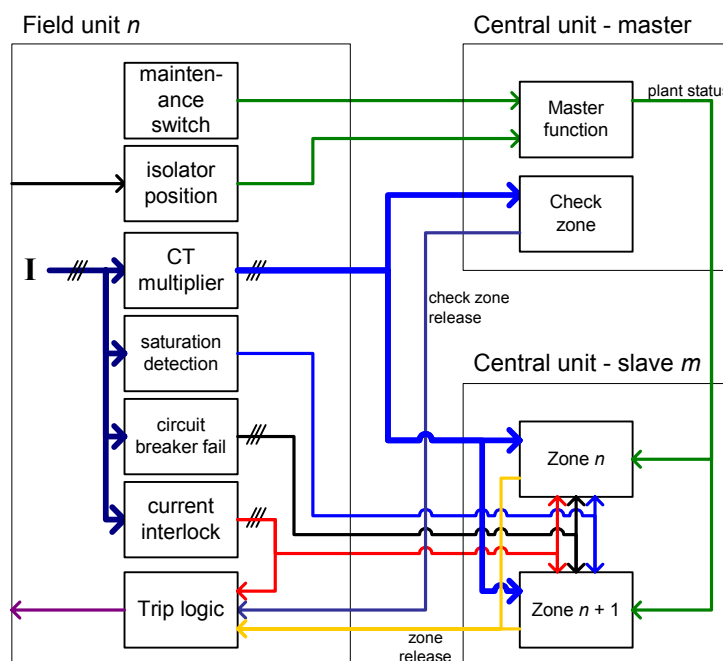 Field unit n
Central unit - master
mainten-
ance
switch
isolator
position
Master
function
plant status
Check
zone
I
CT
multiplier
check zone
release
saturation
detection
Central unit - slave m
circuit
breaker fail
Zone n
current
interlock
Trip logic
Zone n + 1
zone
release